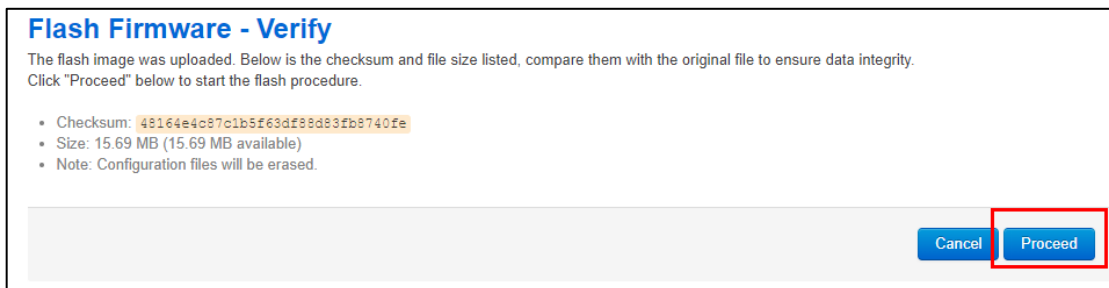 Flash Firmware - Verify
The flash image was uploaded. Below is the checksum and file size listed, compare them with the original file to ensure data integrity.
Click "Proceed" below to start the flash procedure.
Checksum: 48164e4c87c1b5f63df88d83fb8740fe
Size: 15.69 MB (15.69 MB available)
Note: Configuration files will be erased.
Cancel Proceed